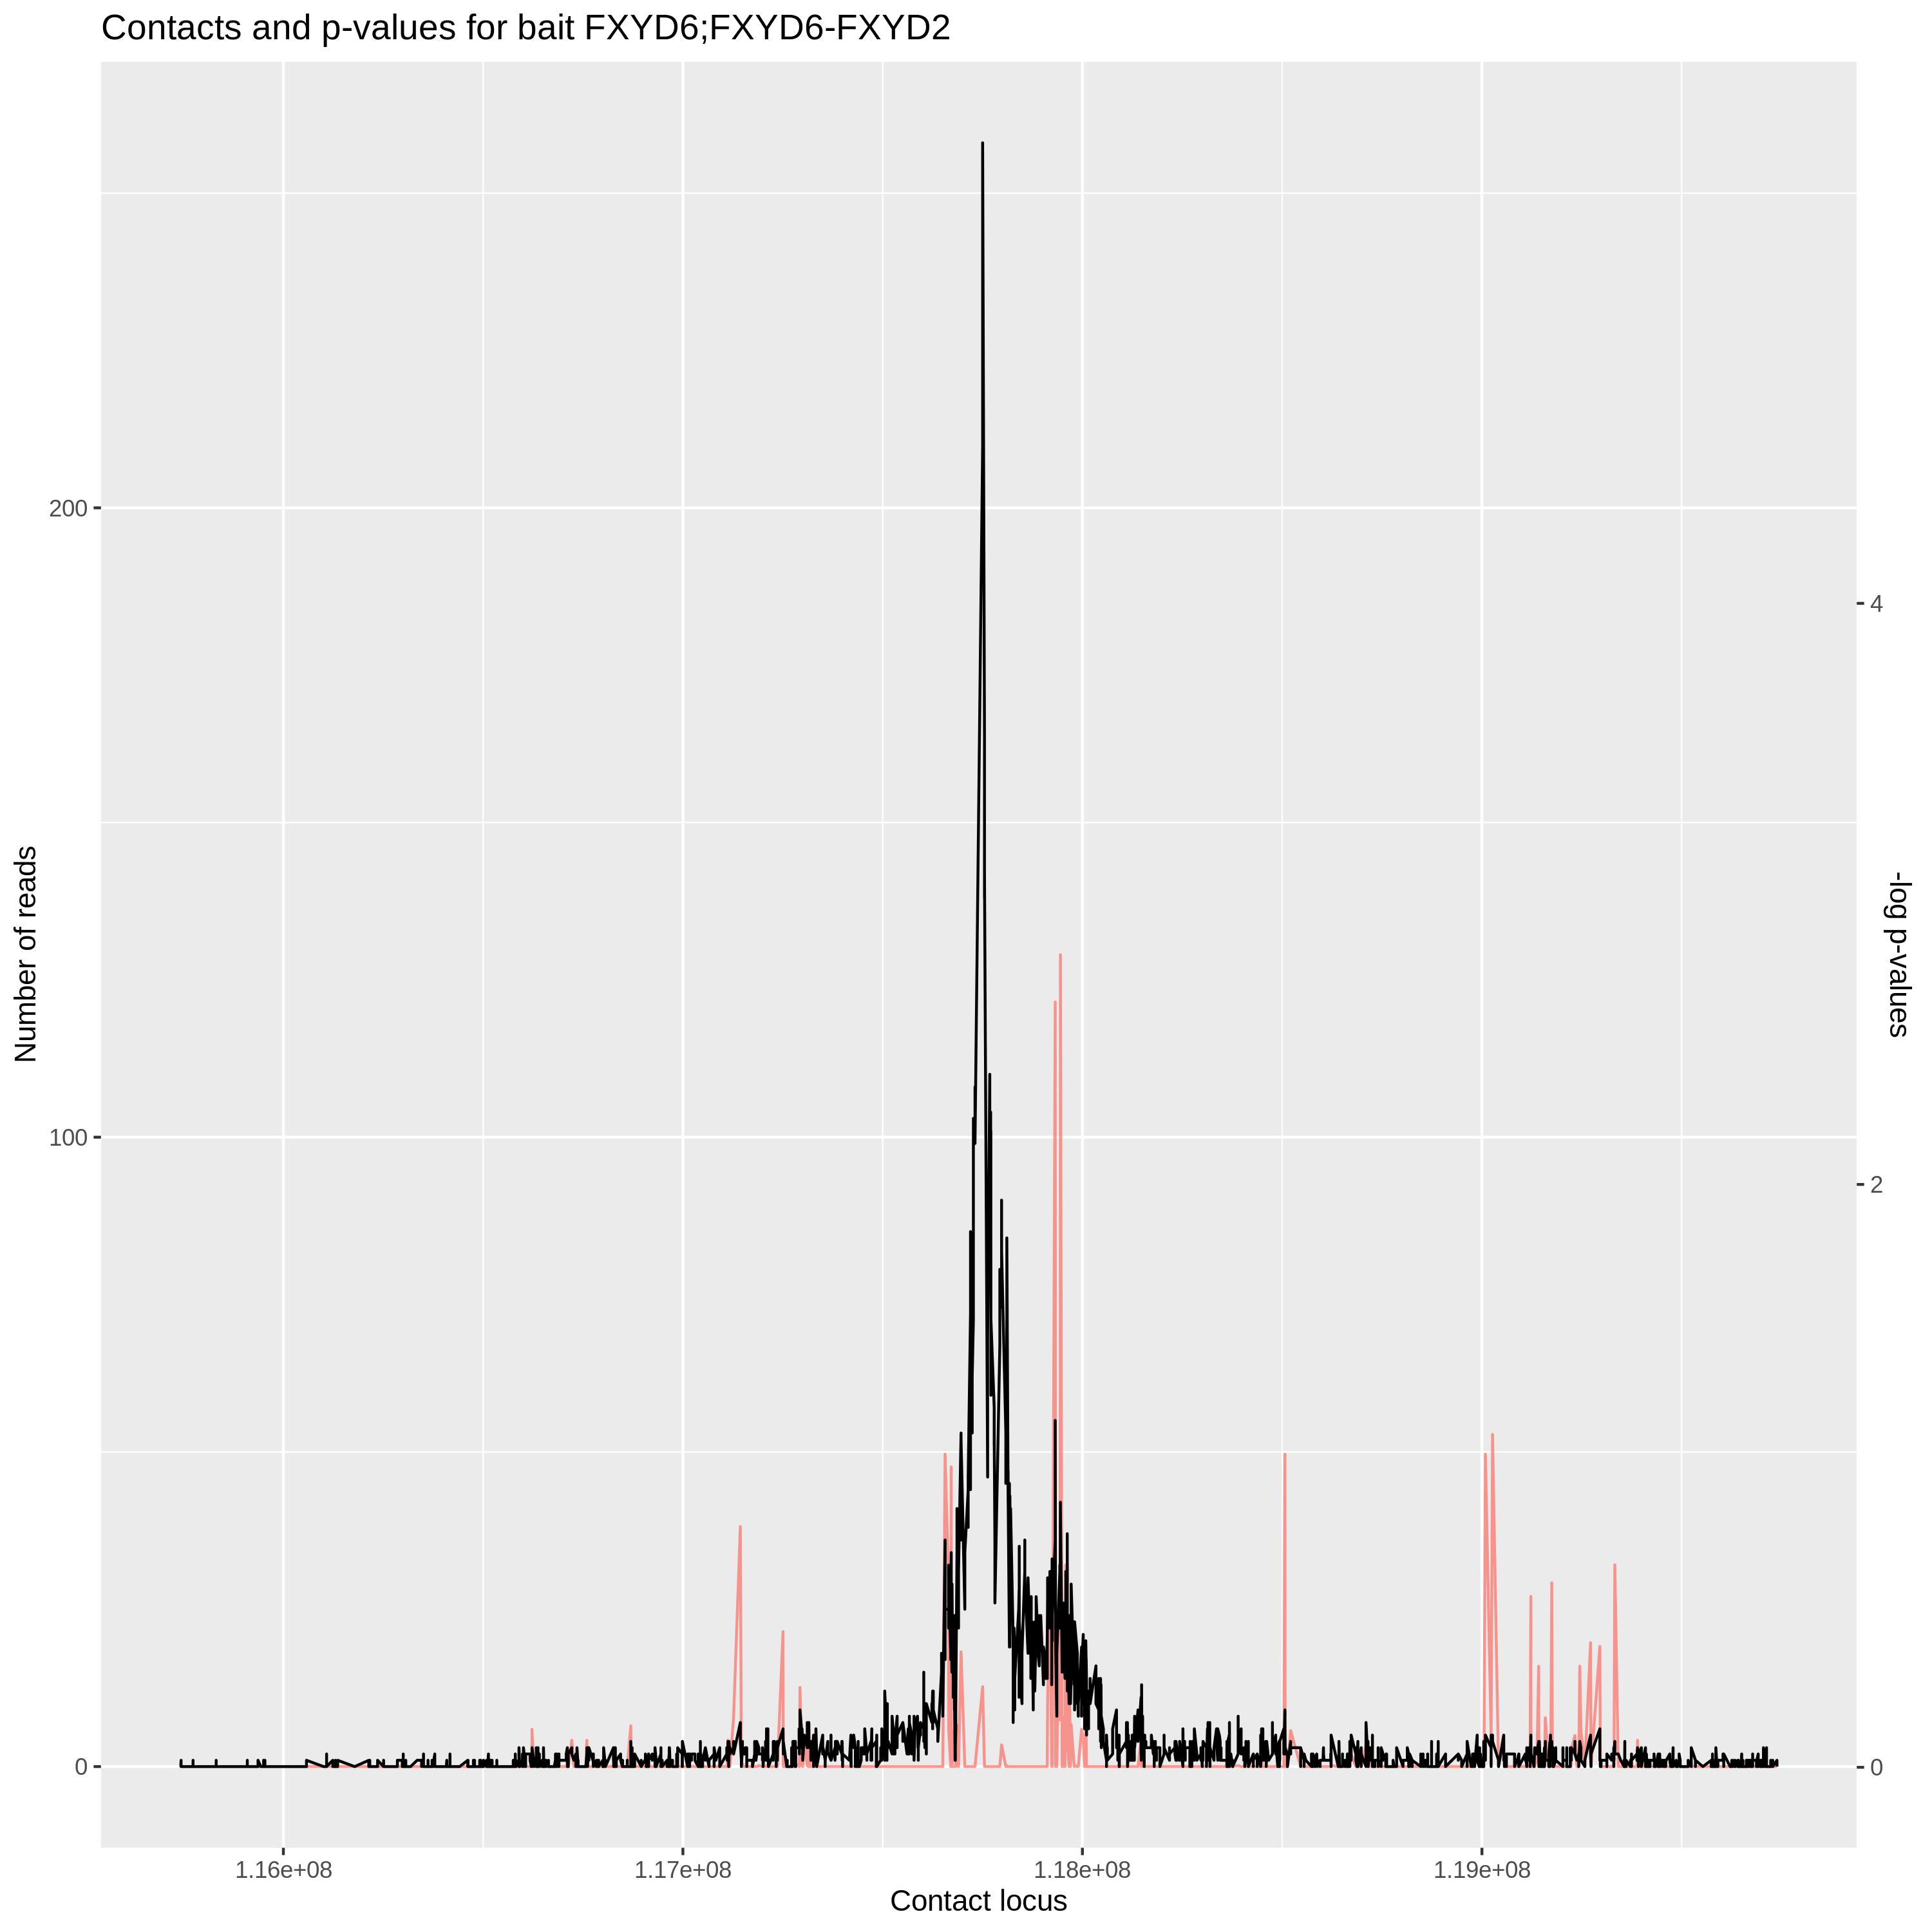 Contacts and p-values for bait FXYD6;FXYD6-FXYD2
Number of reads
200
100
0
4
2
0
-log p-values
1.16e+08
1.17e+08
1.18e+08
1.19e+08
Contact locus